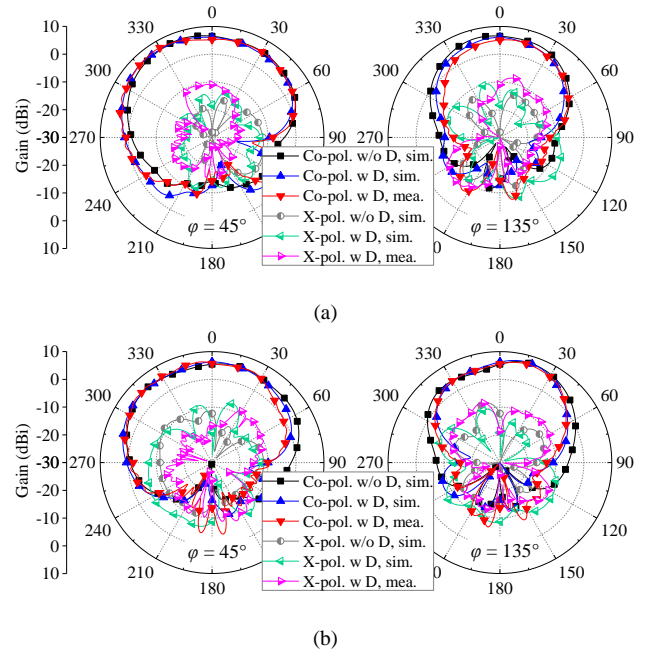 0
0
10
330
30
330
30
0
300
60
300
60
-10
Gain (dBi)
-20
-30
270
90
270
90
-20
Co-pol. w/o D, sim.
Co-pol. w D, sim.
-10
Co-pol. w D, mea.
240
X-pol. w/o D, sim.
120
0
φ = 45°
X-pol. w D, sim.
φ = 135°
210
X-pol. w D, mea.
150
10
180
180
(a)
0
0
10
330
30
330
30
0
300
60
300
60
-10
Gain (dBi)
-20
-30
270
90
270
90
-20
Co-pol. w/o D, sim.
Co-pol. w D, sim.
-10
Co-pol. w D, mea.
240
X-pol. w/o D, sim.
120
0
φ = 45°
X-pol. w D, sim.
φ = 135°
210
X-pol. w D, mea.
150
10
180
180
(b)